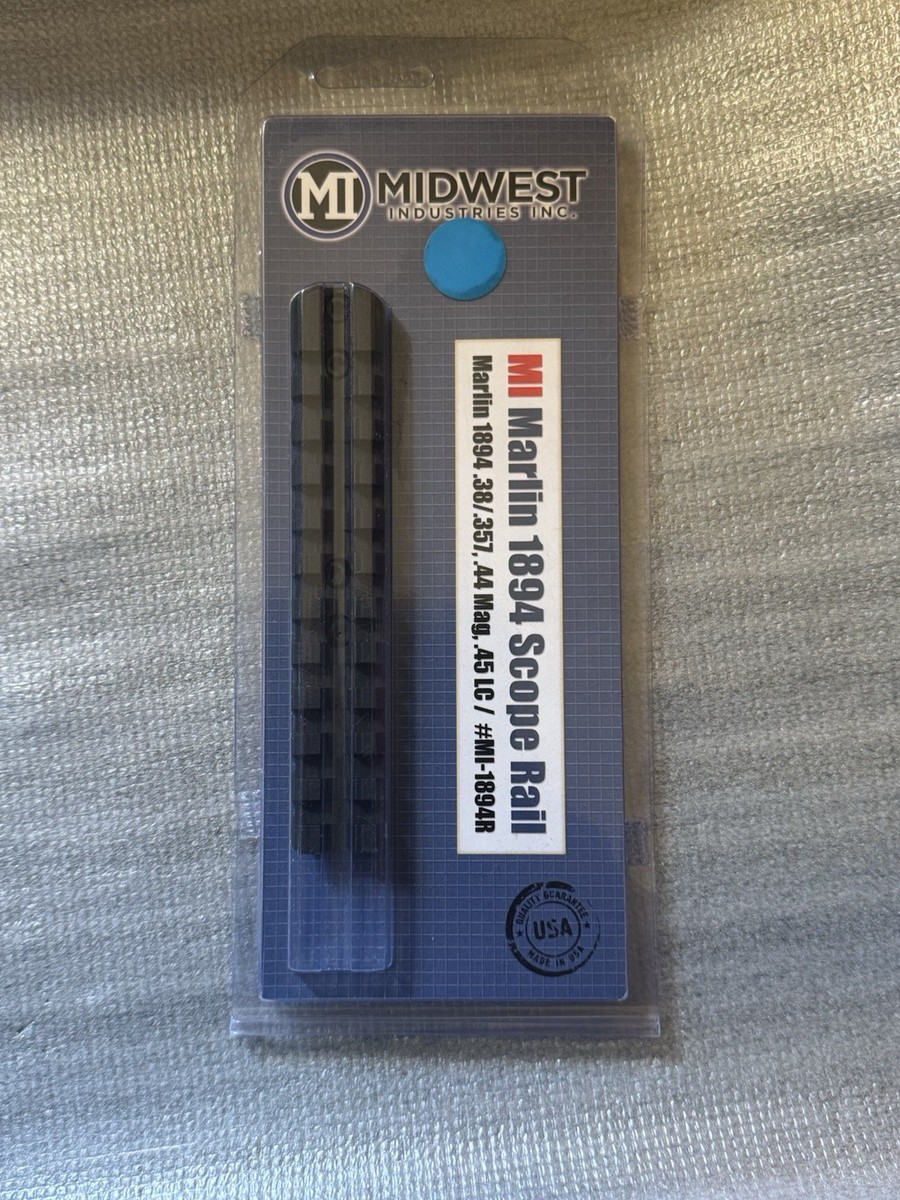 MI
MIDWEST
INDUSTRIES INC.
MI Marlin 1894 Scope Rail
Marlin 1894 .38/.357, .44 Mag, .45 LC / #MI-1894R
QUALITY GUARANTEE
USA
MADE IN USA